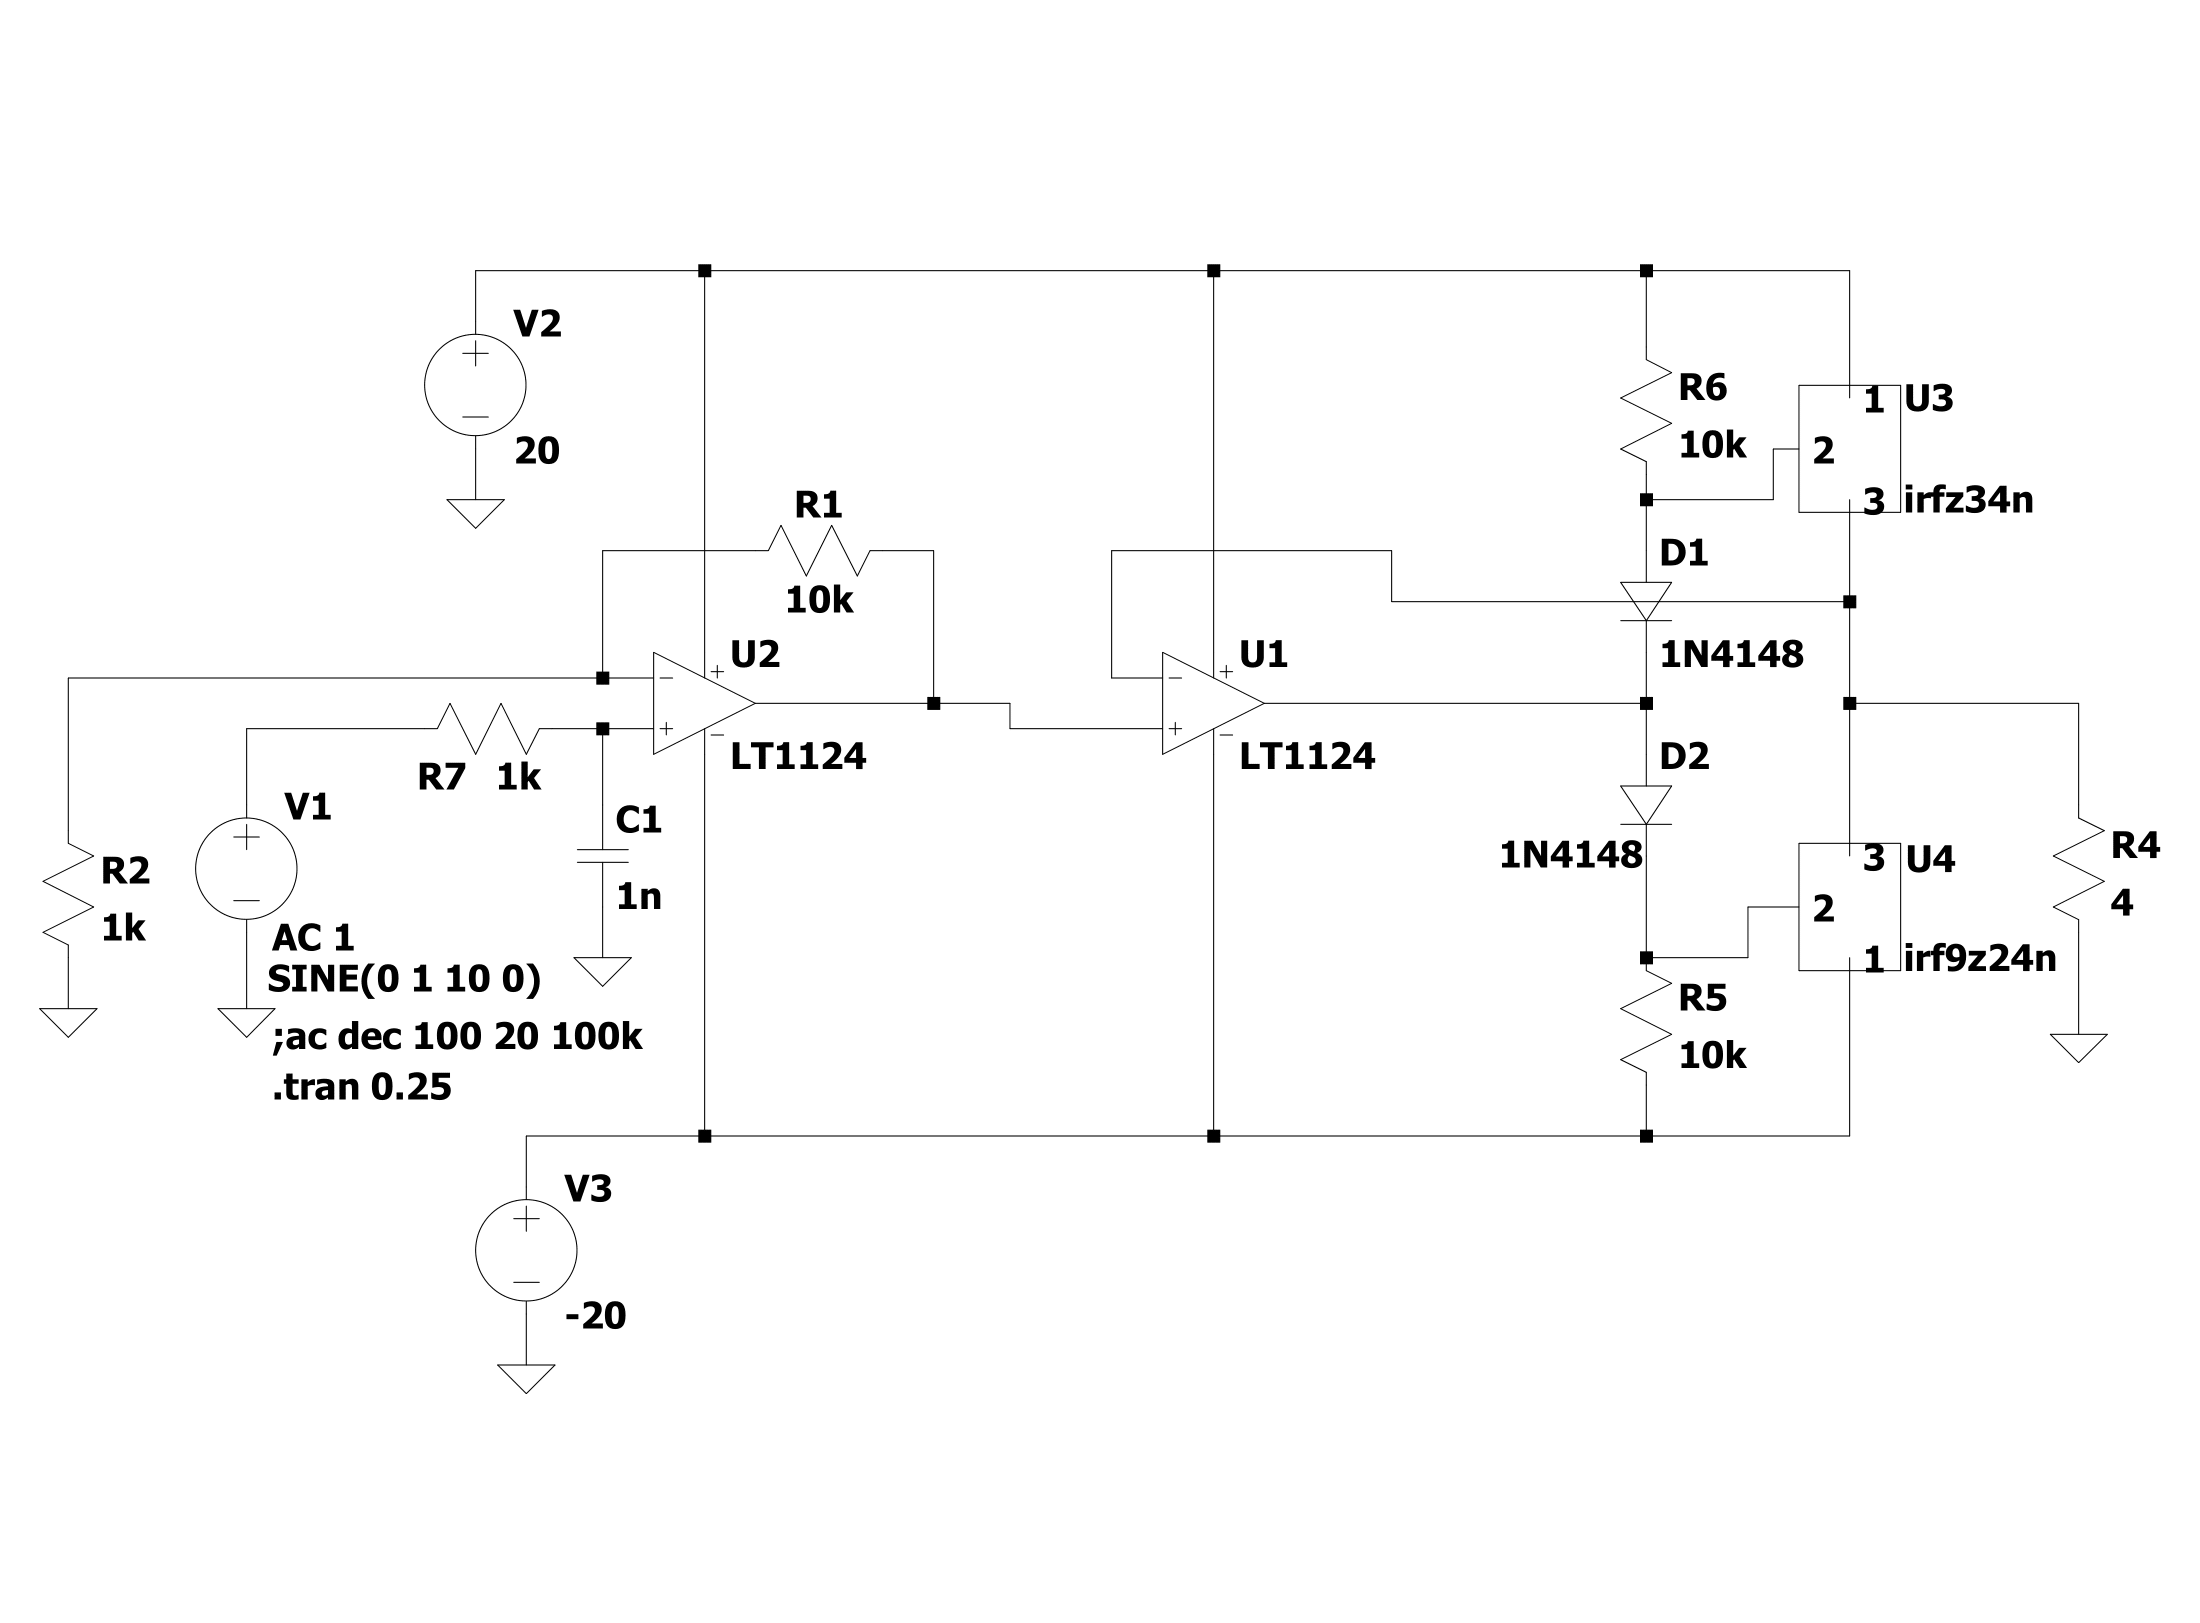 V2
20
R6
10k
1
U3
2
3
irfz34n
R1
10k
D1
1N4148
U2
LT1124
U1
LT1124
R7 1k
V1
AC 1
SINE(0 1 10 0)
;ac dec 100 20 100k
.tran 0.25
R2
1k
C1
1n
D2
1N4148
3
U4
2
1
irf9z24n
R4
4
R5
10k
V3
-20